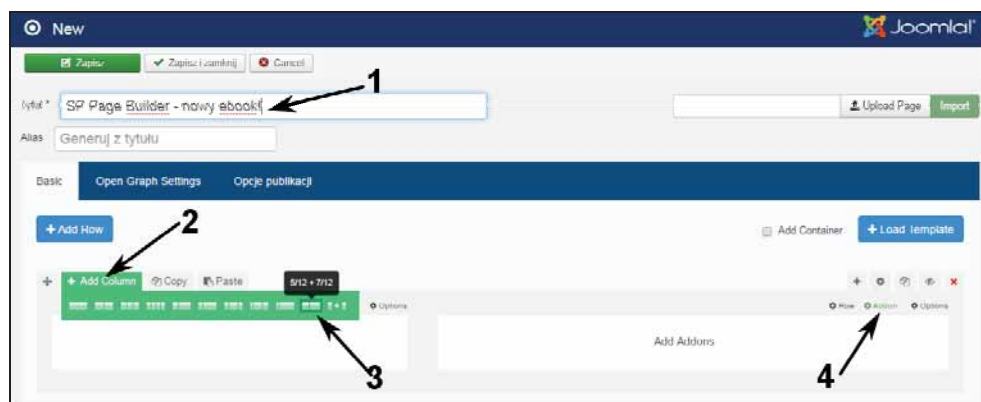 New
Joomla!
Zapisz
Zapisz i zamknij
Cancel
1
Tytuł *
SP Page Builder - nowy ebook!
Upload Page
Import
Alias
Generuj z tytułu
Basic
Open Graph Settings
Opcje publikacji
2
+ Add Row
Add Container
+ Load Template
+ Add Column
Copy
Paste
5/12 + 7/12
Options
Row
Addon
Options
Add Addons
3
4